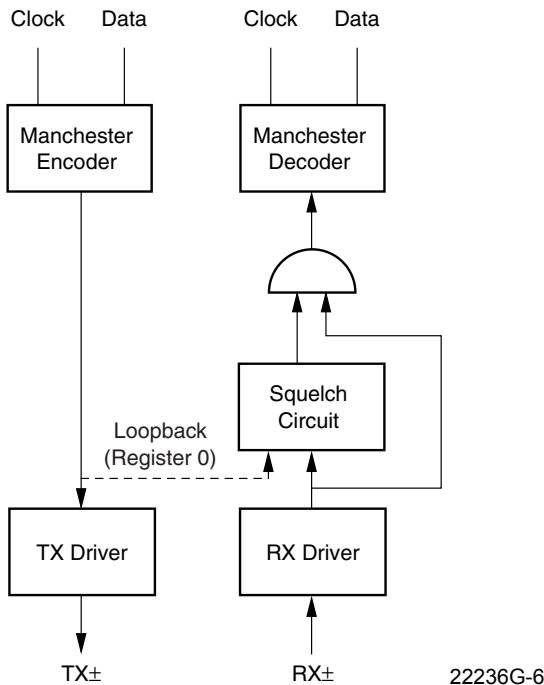 Clock Data Clock Data
Manchester
Encoder
Manchester
Decoder
Squelch
Circuit
Loopback
(Register 0)
TX Driver
RX Driver
TX±
RX±
22236G-6